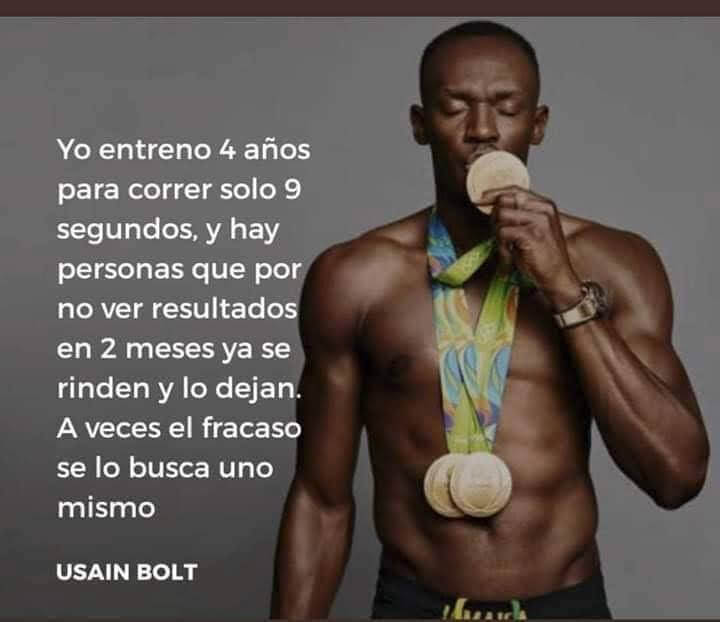 Yo entreno 4 años
para correr solo 9
segundos, y hay
personas que por
no ver resultados
en 2 meses ya se
rinden y lo dejan.
A veces el fracaso
se lo busca uno
mismo
USAIN BOLT